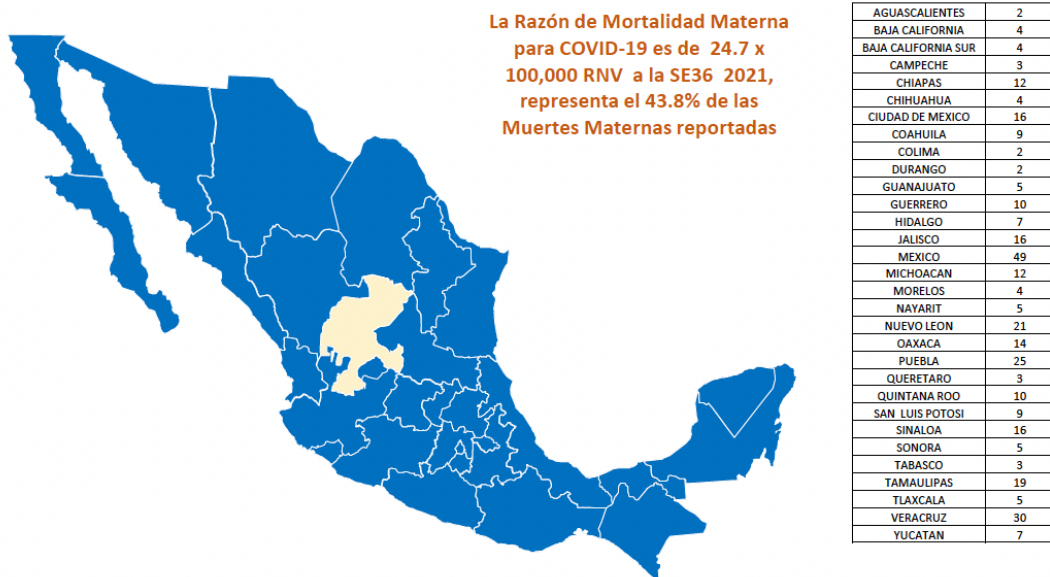 La Razón de Mortalidad Materna
para COVID-19 es de 24.7 x
100,000 RNV a la SE36 2021,
representa el 43.8% de las
Muertes Maternas reportadas
AGUASCALIENTES 2
BAJA CALIFORNIA 4
BAJA CALIFORNIA SUR 4
CAMPECHE 3
CHIAPAS 12
CHIHUAHUA 4
CIUDAD DE MEXICO 16
COAHUILA 9
COLIMA 2
DURANGO 2
GUANAJUATO 5
GUERRERO 10
HIDALGO 7
JALISCO 16
MEXICO 49
MICHOACAN 12
MORELOS 4
NAYARIT 5
NUEVO LEON 21
OAXACA 14
PUEBLA 25
QUERETARO 3
QUINTANA ROO 10
SAN LUIS POTOSI 9
SINALOA 16
SONORA 5
TABASCO 3
TAMAULIPAS 19
TLAXCALA 5
VERACRUZ 30
YUCATAN 7